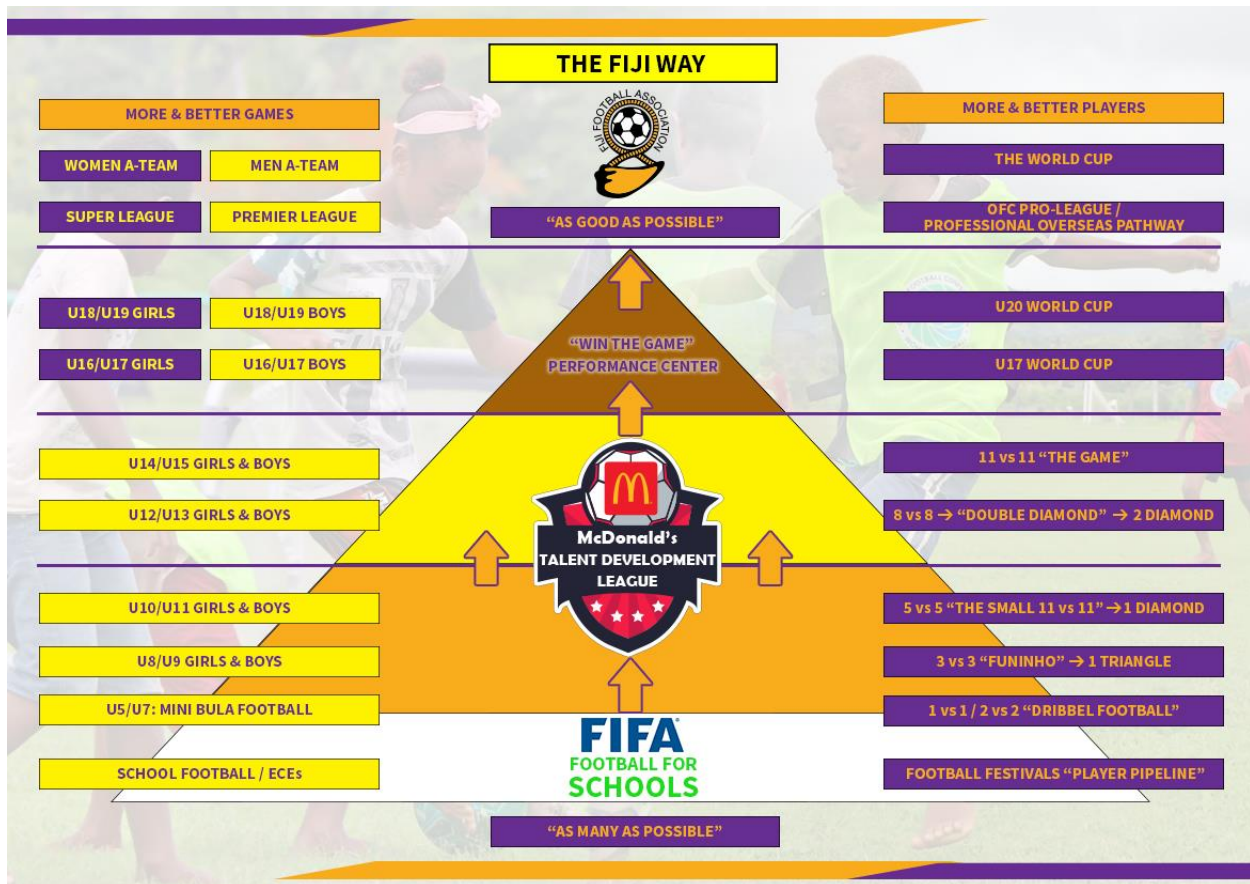 THE FIJI WAY
MORE & BETTER GAMES
FIJI FOOTBALL ASSOCIATION
MORE & BETTER PLAYERS
WOMEN A-TEAM
MEN A-TEAM
THE WORLD CUP
SUPER LEAGUE
PREMIER LEAGUE
“AS GOOD AS POSSIBLE”
OFC PRO-LEAGUE /
PROFESSIONAL OVERSEAS PATHWAY
U18/U19 GIRLS
U18/U19 BOYS
U20 WORLD CUP
“WIN THE GAME”
PERFORMANCE CENTER
U16/U17 GIRLS
U16/U17 BOYS
U17 WORLD CUP
U14/U15 GIRLS & BOYS
11 vs 11 “THE GAME”
U12/U13 GIRLS & BOYS
8 vs 8 → “DOUBLE DIAMOND” → 2 DIAMOND
McDonald's
TALENT DEVELOPMENT
LEAGUE
U10/U11 GIRLS & BOYS
5 vs 5 “THE SMALL 11 vs 11” → 1 DIAMOND
U8/U9 GIRLS & BOYS
3 vs 3 “FUNINHO” → 1 TRIANGLE
U5/U7: MINI BULA FOOTBALL
1 vs 1 / 2 vs 2 “DRIBBEL FOOTBALL”
FIFA
FOOTBALL FOR
SCHOOLS
SCHOOL FOOTBALL / ECEs
FOOTBALL FESTIVALS “PLAYER PIPELINE”
“AS MANY AS POSSIBLE”